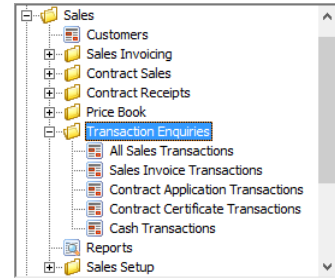 Sales
Customers
Sales Invoicing
Contract Sales
Contract Receipts
Price Book
Transaction Enquiries
All Sales Transactions
Sales Invoice Transactions
Contract Application Transactions
Contract Certificate Transactions
Cash Transactions
Reports
Sales Setup